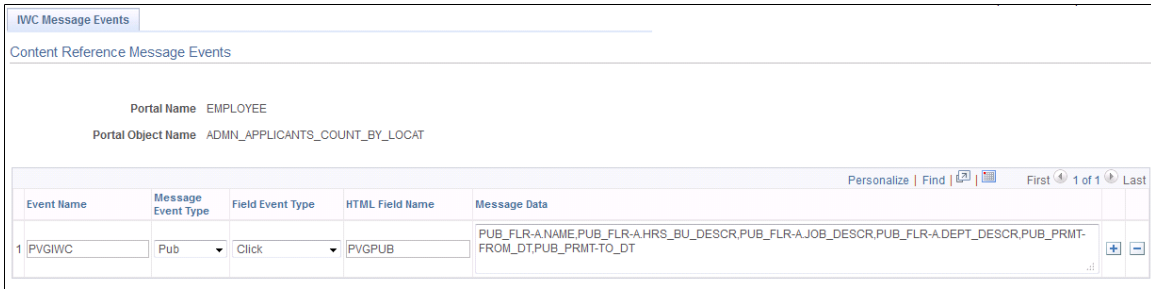 IWC Message Events
Content Reference Message Events
Portal Name EMPLOYEE
Portal Object Name ADMN_APPLICANTS_COUNT_BY_LOCAT
Personalize | Find | | First 1 of 1 Last
Event Name Message Event Type Field Event Type HTML Field Name Message Data
1 PVGIWC Pub Click PVGPUB PUB_FLR-A.NAME,PUB_FLR-A.HRS_BU_DESCR,PUB_FLR-A.JOB_DESCR,PUB_FLR-A.DEPT_DESCR,PUB_PRMT-
FROM_DT,PUB_PRMT-TO_DT